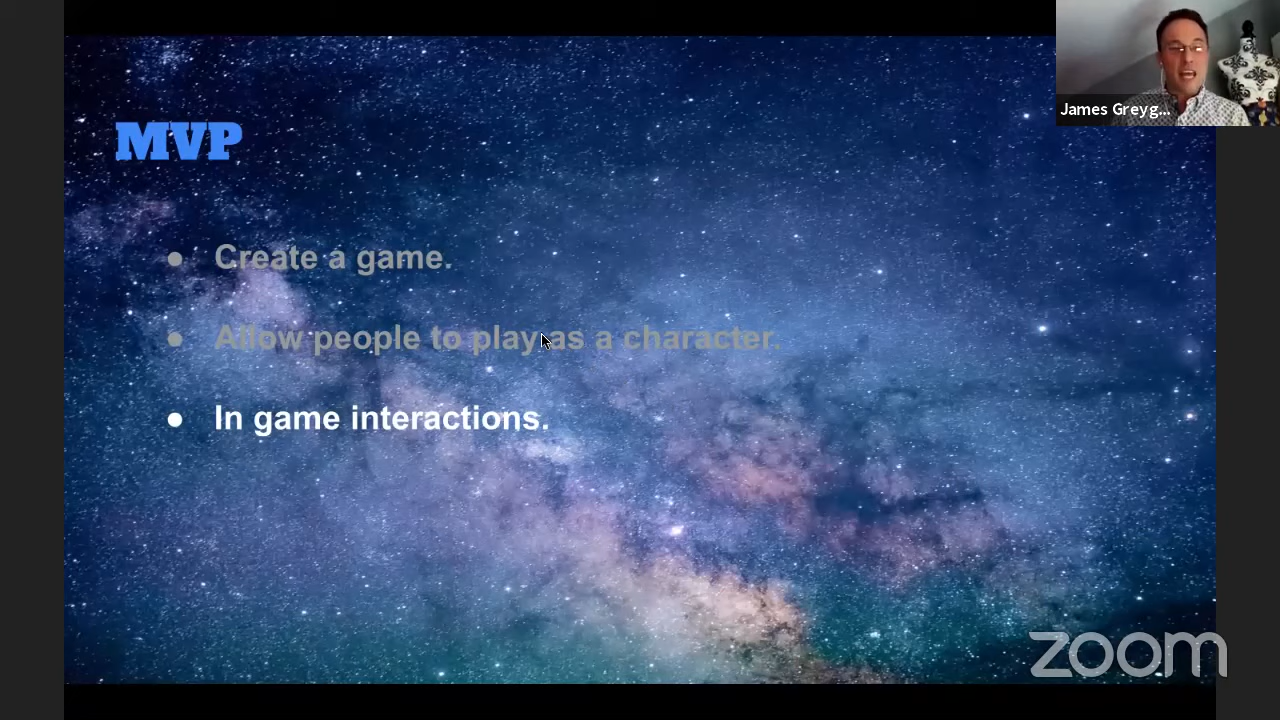 James Greyg...
MVP
● Create a game.
● Allow people to play as a character.
● In game interactions.
zoom